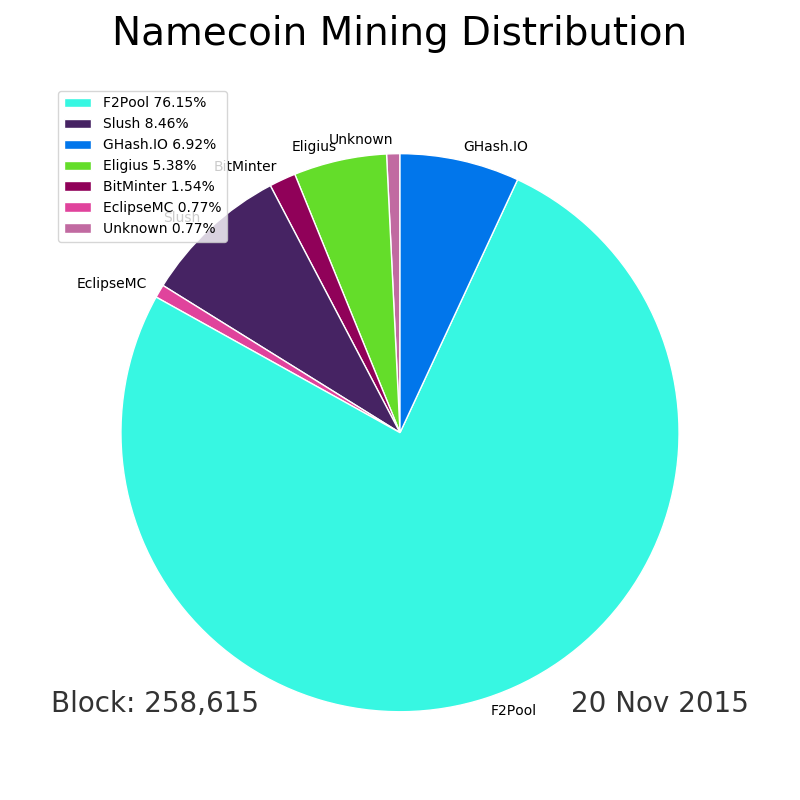 Namecoin Mining Distribution
F2Pool 76.15%
Slush 8.46%
GHash.IO 6.92%
Eligius 5.38%
BitMinter 1.54%
EclipseMC 0.77%
Unknown 0.77%
Unknown
GHash.IO
Eligius
BitMinter
Slush
EclipseMC
F2Pool
Block: 258,615
20 Nov 2015